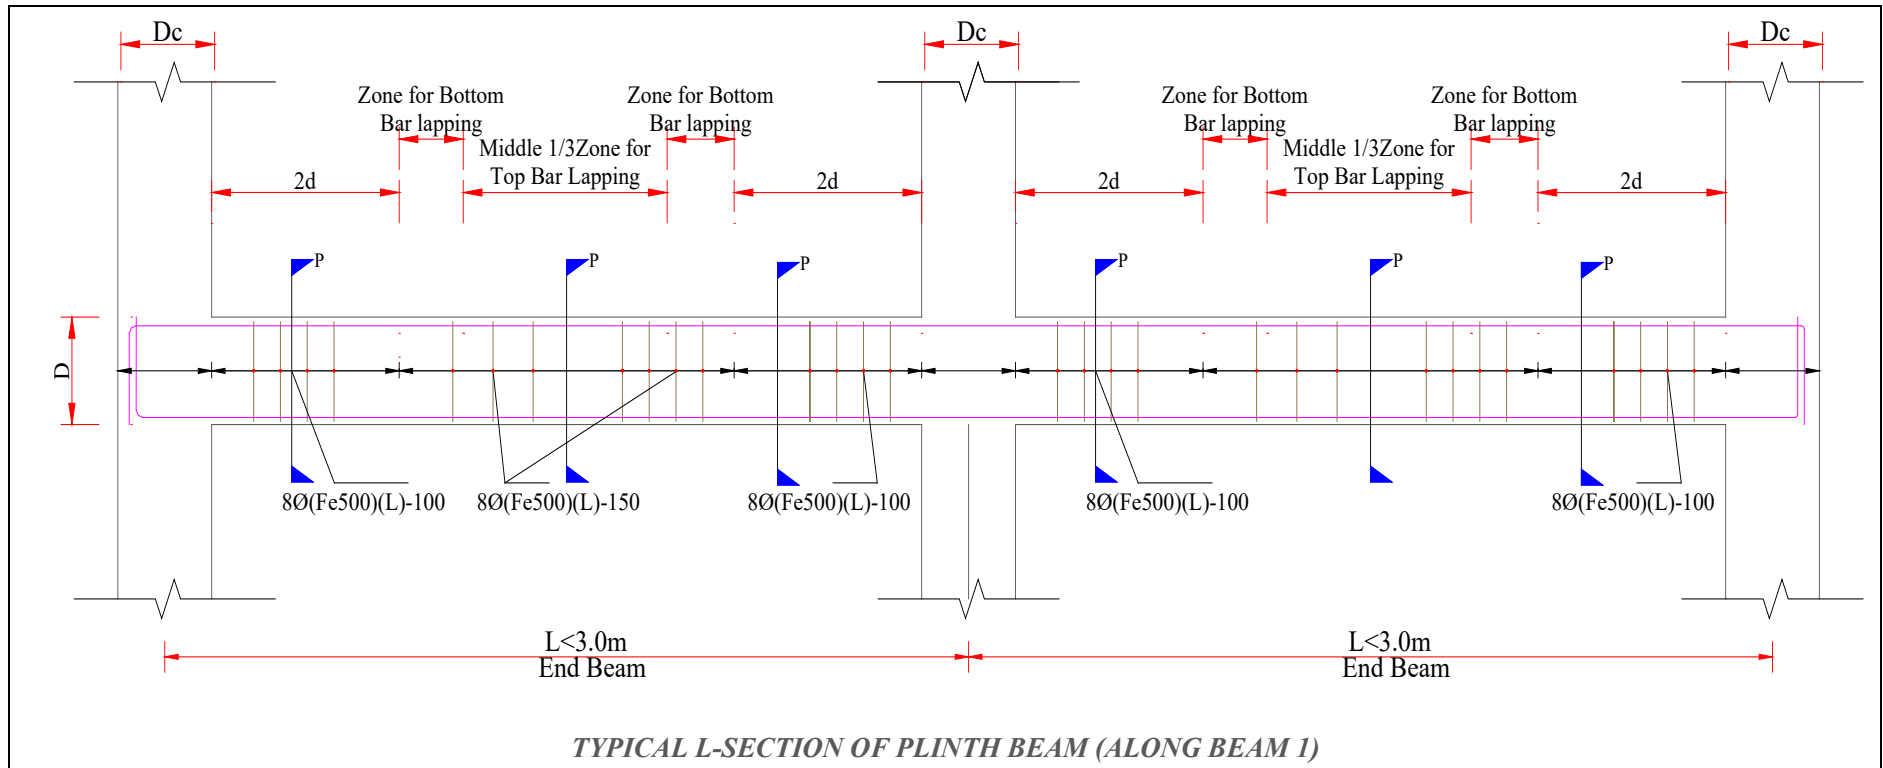 Dc
Dc
Dc
Zone for Bottom
Bar lapping
Zone for Bottom
Bar lapping
Zone for Bottom
Bar lapping
Zone for Bottom
Bar lapping
Middle 1/3Zone for
Top Bar Lapping
Middle 1/3Zone for
Top Bar Lapping
2d
2d
2d
2d
P
P
P
P
P
P
D
8Ø(Fe500)(L)-100
8Ø(Fe500)(L)-150
8Ø(Fe500)(L)-100
8Ø(Fe500)(L)-100
8Ø(Fe500)(L)-100
L<3.0m
End Beam
L<3.0m
End Beam
TYPICAL L-SECTION OF PLINTH BEAM (ALONG BEAM 1)